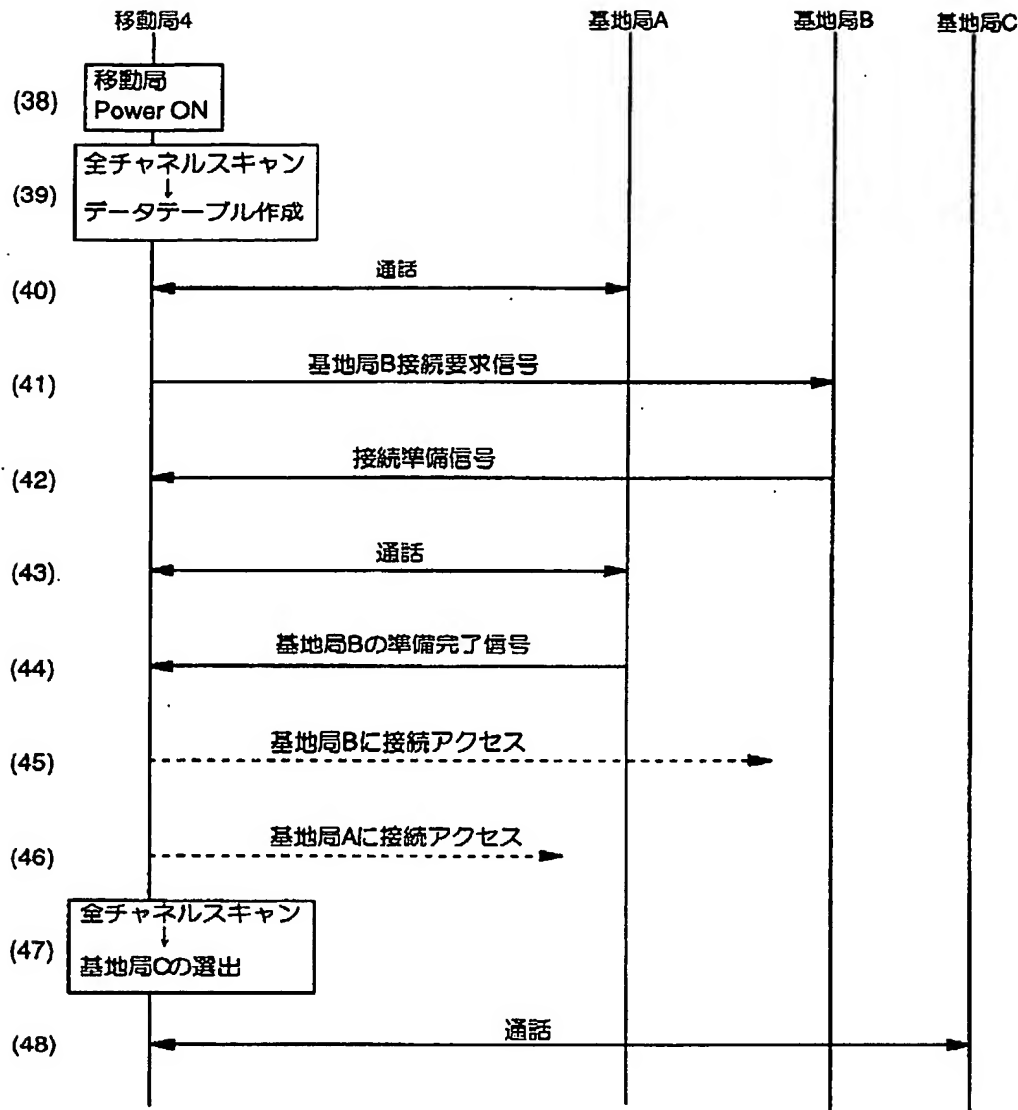 移動局4
基地局A
基地局B
基地局C
(38)
移動局
Power ON
(39)
全チャネルスキャン
↓
データテーブル作成
(40)
通話
(41)
基地局B接続要求信号
(42)
接続準備信号
(43)
通話
(44)
基地局Bの準備完了信号
(45)
基地局Bに接続アクセス
(46)
基地局Aに接続アクセス
(47)
全チャネルスキャン
↓
基地局Cの選出
(48)
通話